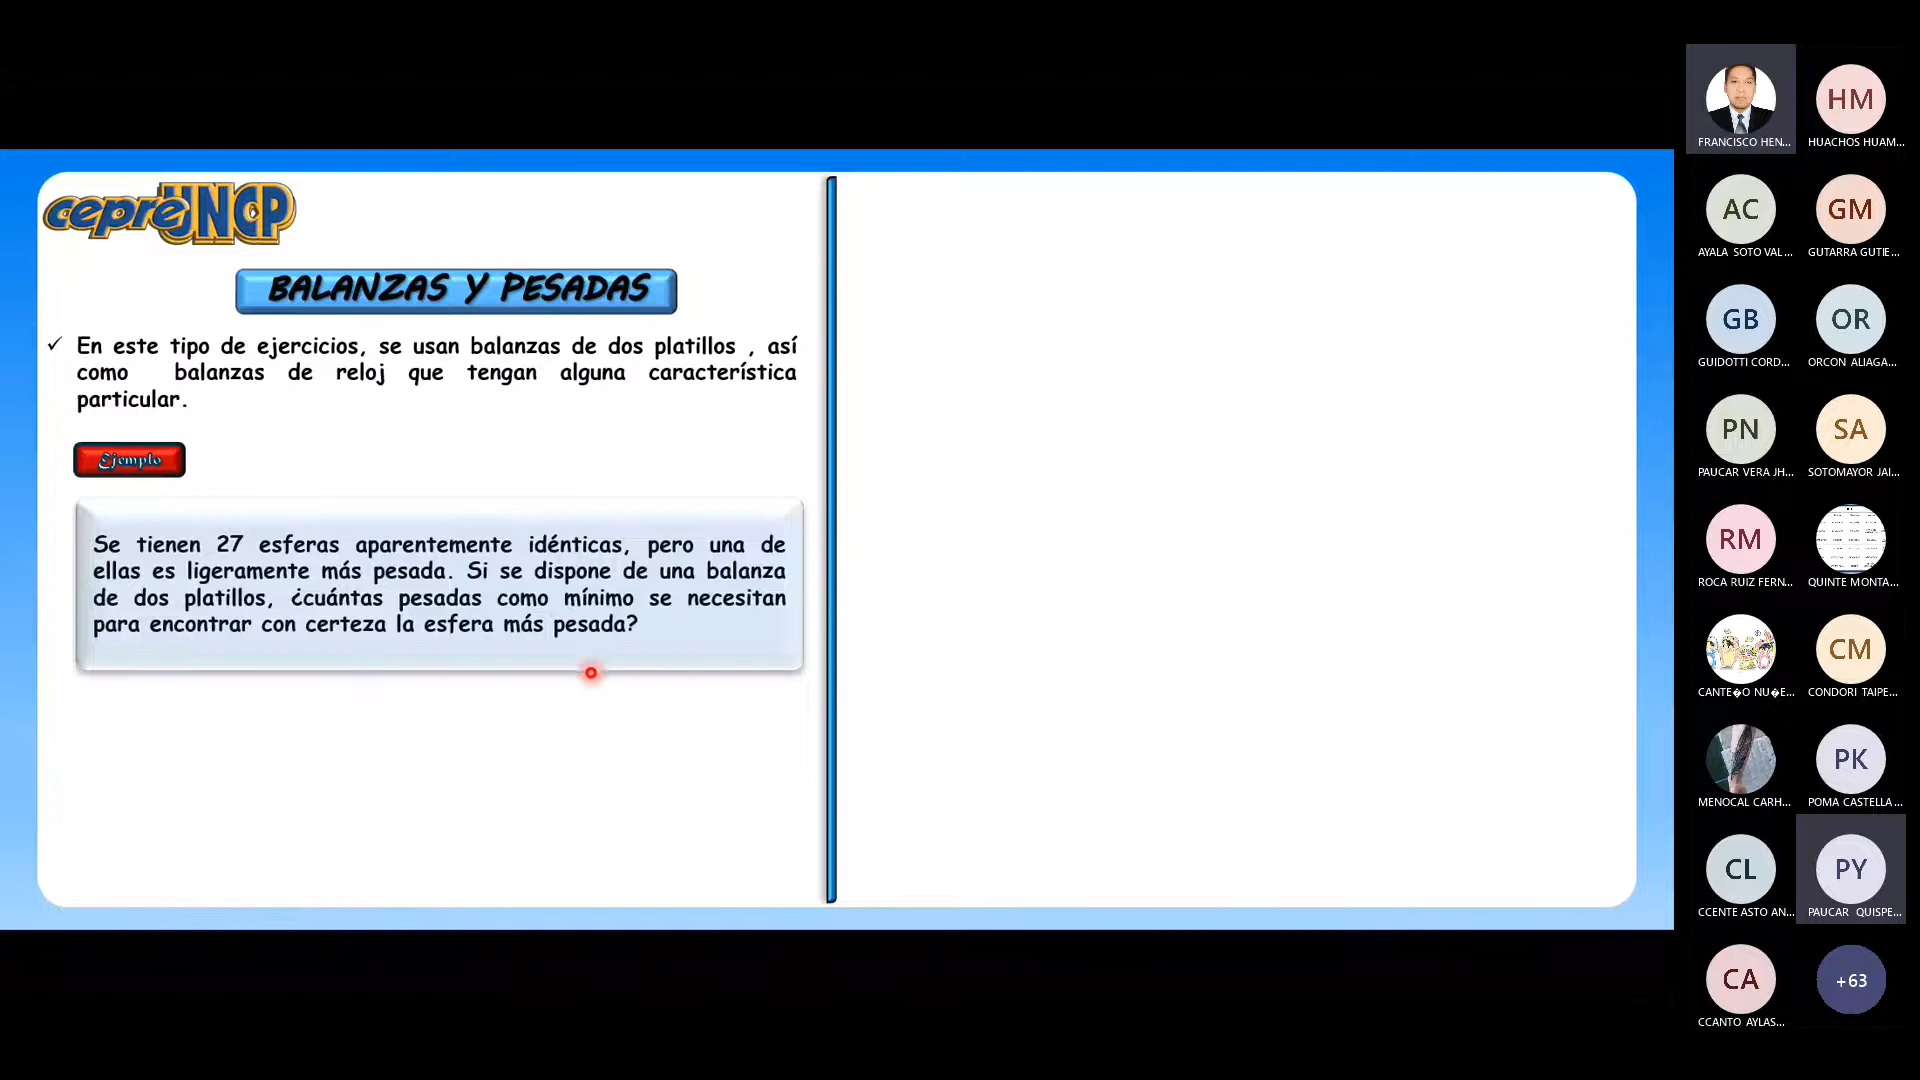 cepreUNCP
BALANZAS Y PESADAS
✓ En este tipo de ejercicios, se usan balanzas de dos platillos , así
como balanzas de reloj que tengan alguna característica
particular.
Ejemplo
Se tienen 27 esferas aparentemente idénticas, pero una de
ellas es ligeramente más pesada. Si se dispone de una balanza
de dos platillos, ¿cuántas pesadas como mínimo se necesitan
para encontrar con certeza la esfera más pesada?
FRANCISCO HEN...
HM
HUACHOS HUAM...
AC
AYALA SOTO VAL...
GM
GUTARRA GUTIE...
GB
GUIDOTTI CORD...
OR
ORCON ALIAGA...
PN
PAUCAR VERA JH...
SA
SOTOMAYOR JAI...
RM
ROCA RUIZ FERN...
QUINTE MONTA...
CANTE�O NU�E...
CM
CONDORI TAIPE...
MENOCAL CARH...
PK
POMA CASTELLA...
CL
CCENTE ASTO AN...
PY
PAUCAR QUISPE...
CA
CCANTO AYLAS...
+63